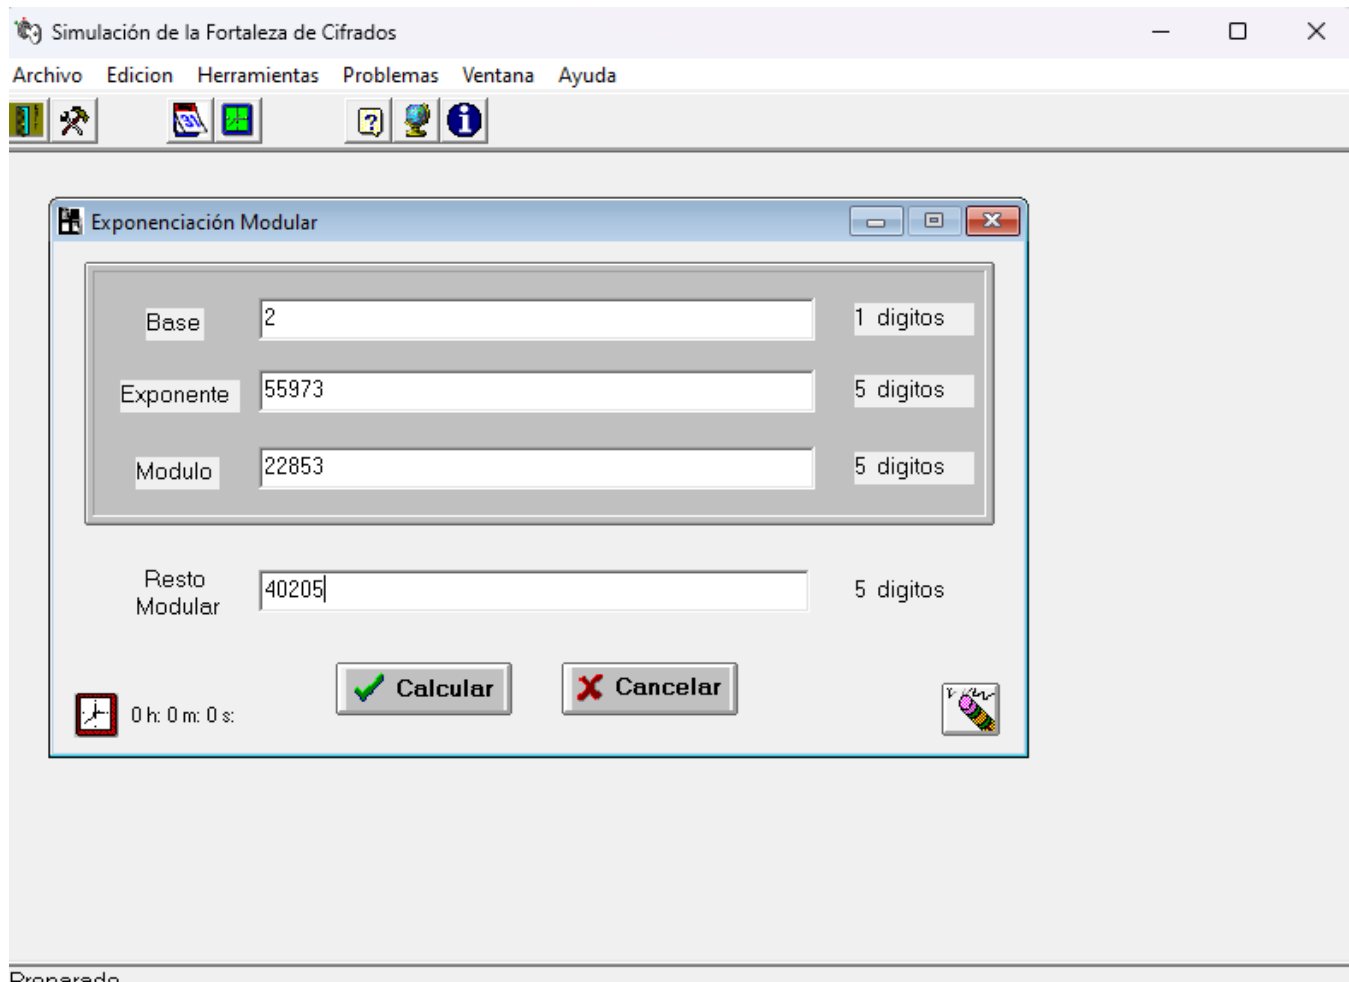 Simulación de la Fortaleza de Cifrados
Archivo Edicion Herramientas Problemas Ventana Ayuda
Exponenciación Modular
Base 2 1 digitos
Exponente 55973 5 digitos
Modulo 22853 5 digitos
Resto Modular 40205 5 digitos
Calcular Cancelar
0 h: 0 m: 0 s:
Preparado